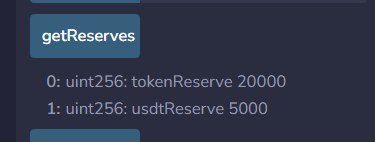 getReserves
0: uint256: tokenReserve 20000
1: uint256: usdtReserve 5000